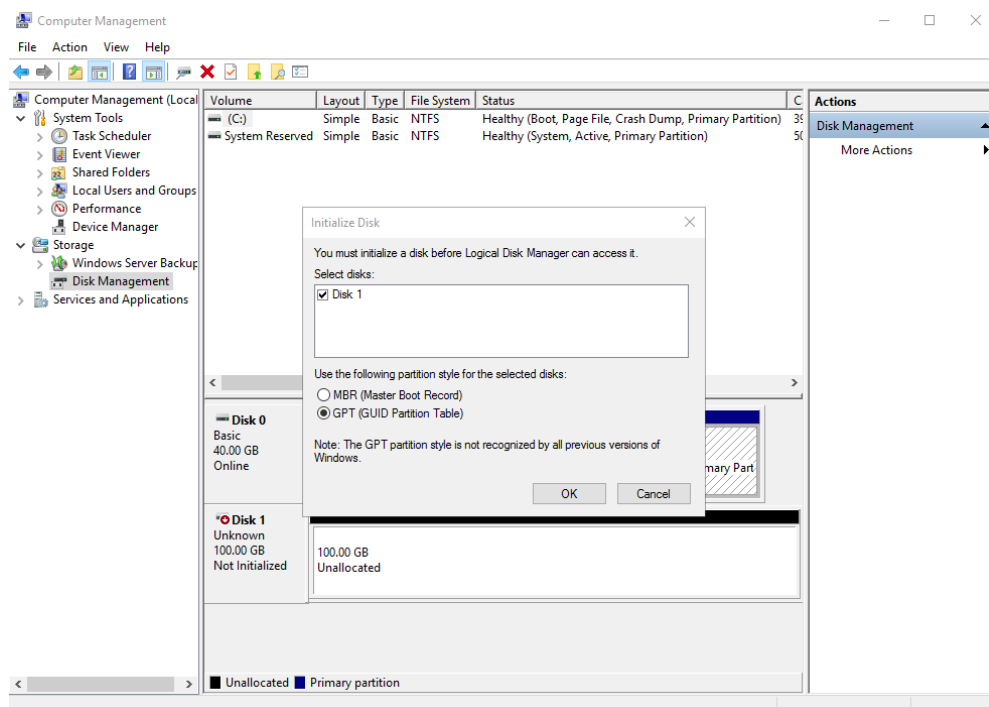 Computer Management
File Action View Help
Computer Management (Local
System Tools
Task Scheduler
Event Viewer
Shared Folders
Local Users and Groups
Performance
Device Manager
Storage
Windows Server Backup
Disk Management
Services and Applications
Volume Layout Type File System Status C
(C:) Simple Basic NTFS Healthy (Boot, Page File, Crash Dump, Primary Partition) 39
System Reserved Simple Basic NTFS Healthy (System, Active, Primary Partition) 50
Actions
Disk Management
More Actions
Initialize Disk
You must initialize a disk before Logical Disk Manager can access it.
Select disks:
Disk 1
Use the following partition style for the selected disks:
MBR (Master Boot Record)
GPT (GUID Partition Table)
Note: The GPT partition style is not recognized by all previous versions of
Windows.
OK Cancel
Disk 0
Basic
40.00 GB
Online
mary Part
Disk 1
Unknown
100.00 GB
Not Initialized
100.00 GB
Unallocated
Unallocated Primary partition